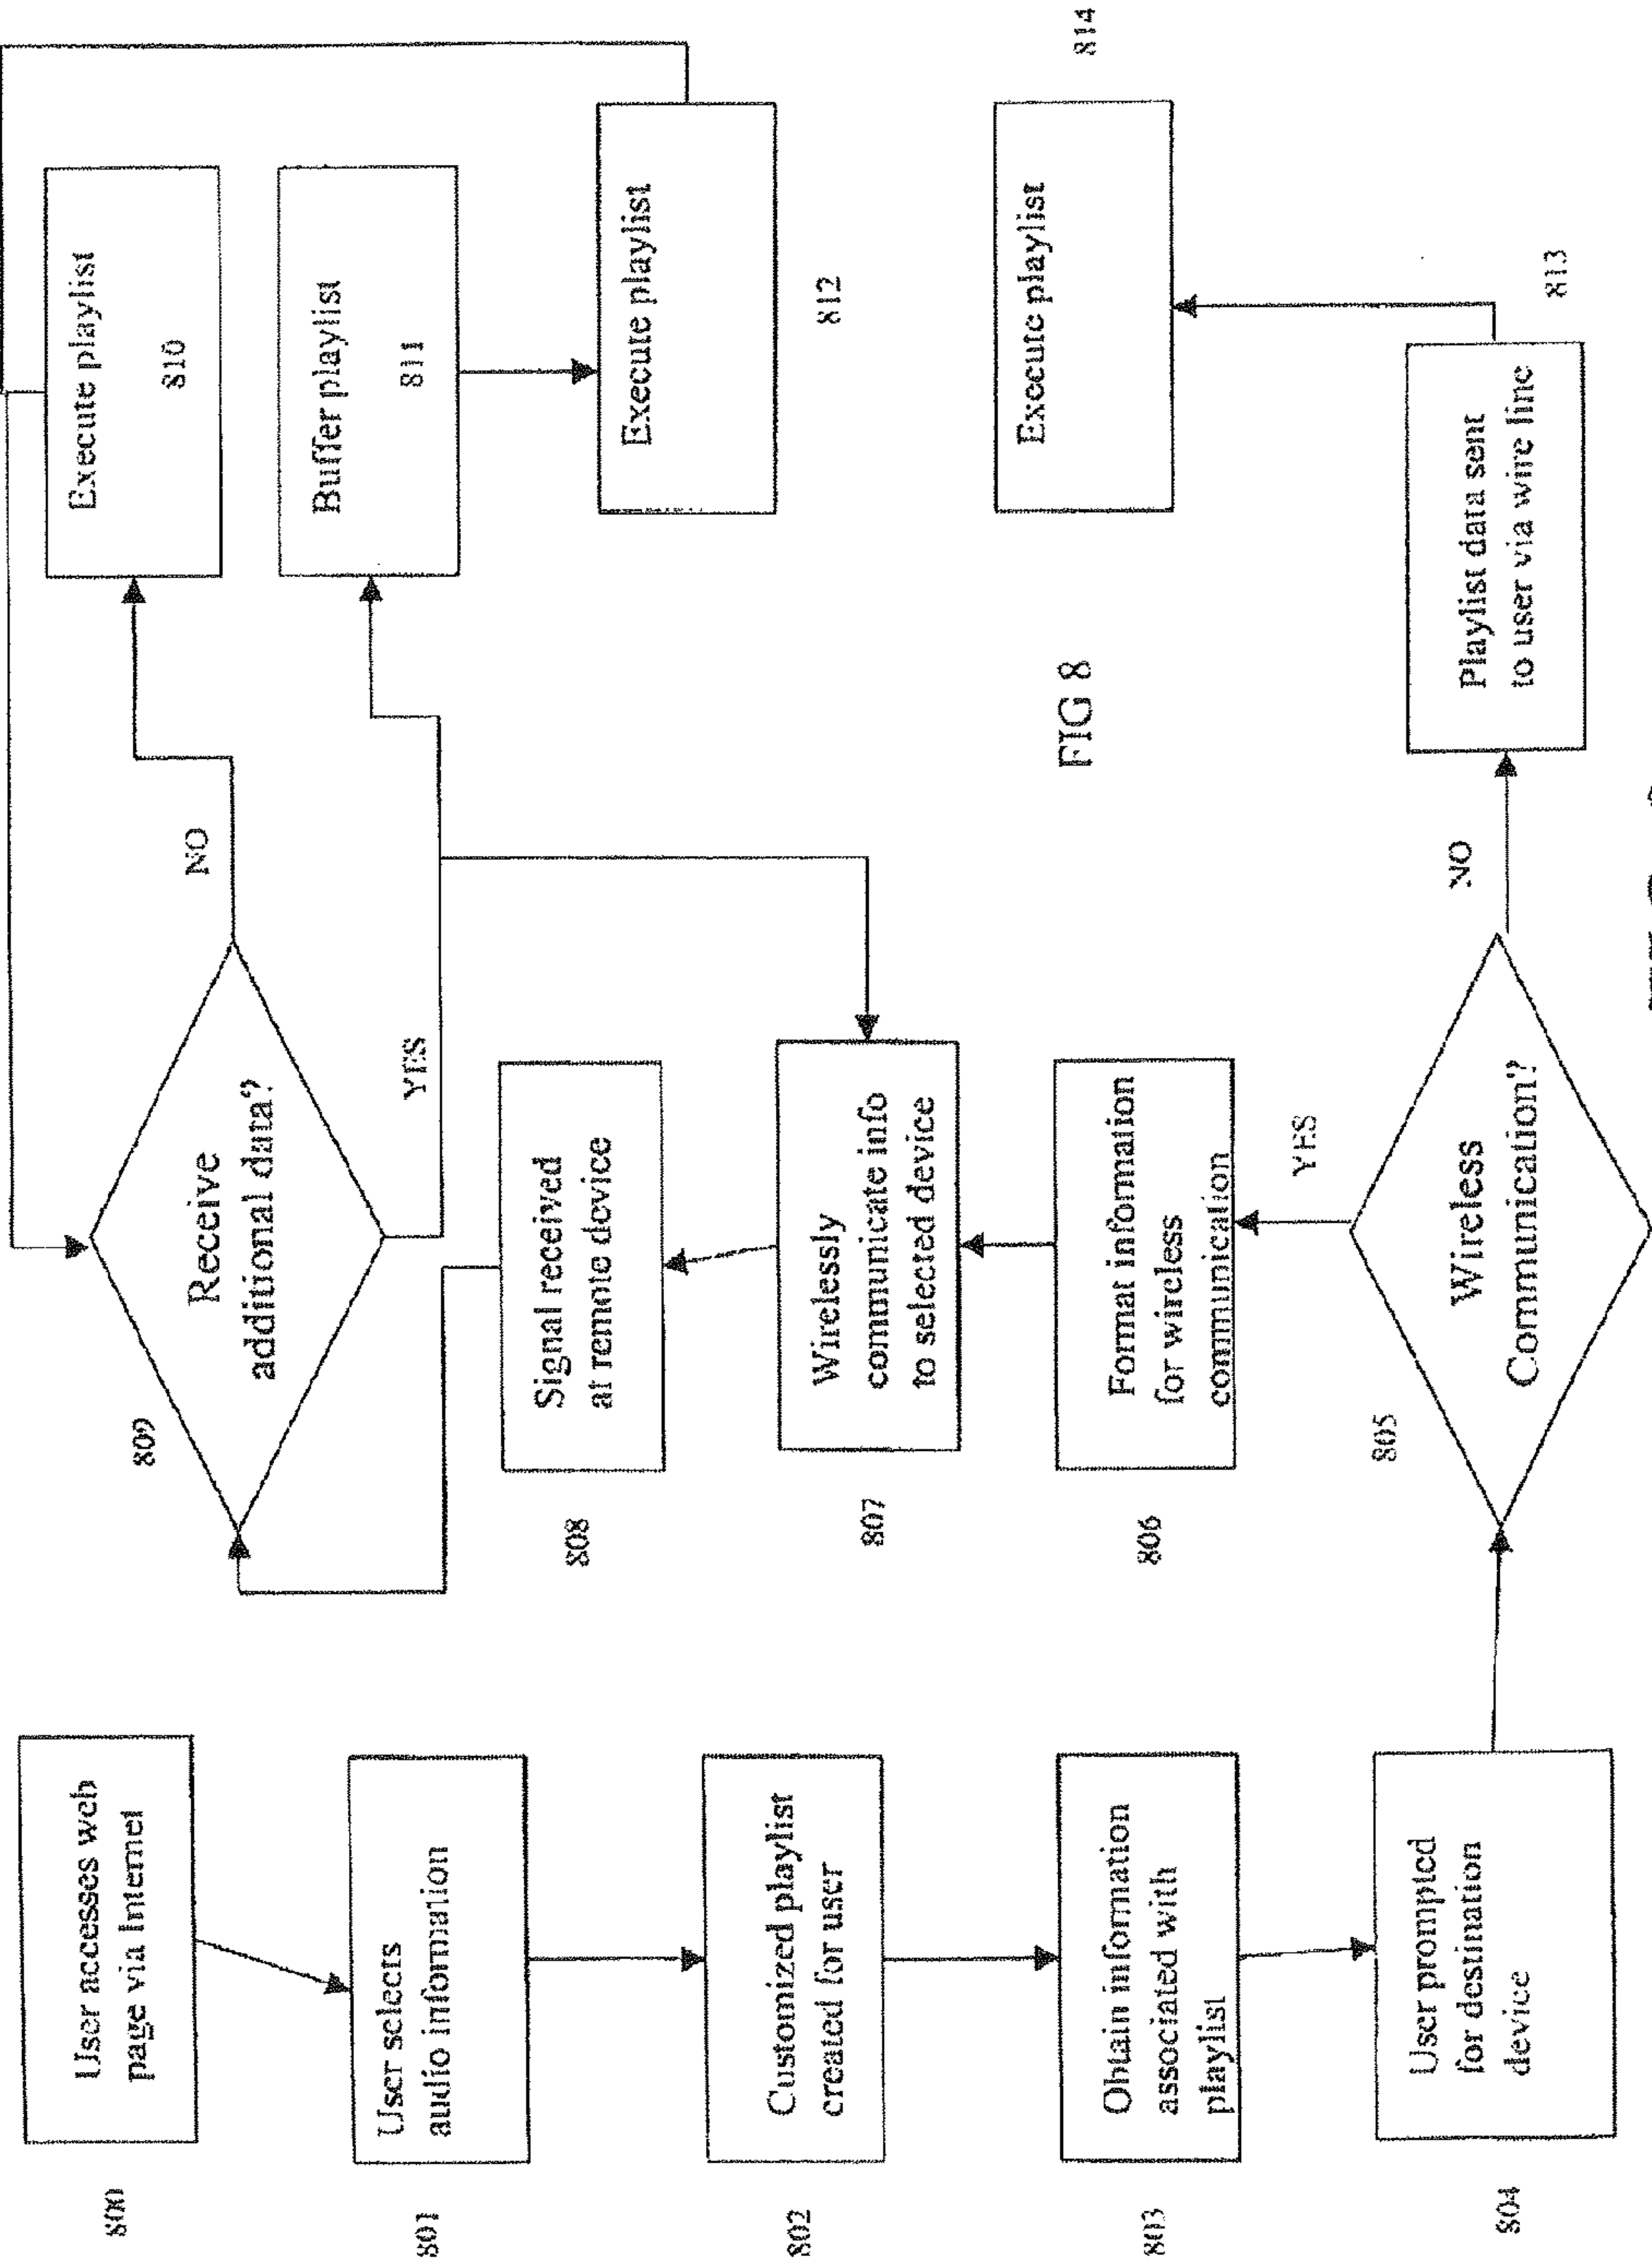 800
User accesses web
page via Internet
801
User selects
audio information
802
Customized playlist
created for user
803
Obtain information
associated with
playlist
804
User prompted
for destination
device
805
Wireless
Communication?
YES
NO
806
Format information
for wireless
communication
807
Wirelessly
communicate info
to selected device
808
Signal received
at remote device
809
Receive
additional data?
YES
NO
Execute playlist
810
Buffer playlist
811
Execute playlist
812
Playlist data sent
to user via wire line
813
Execute playlist
814
FIG 8